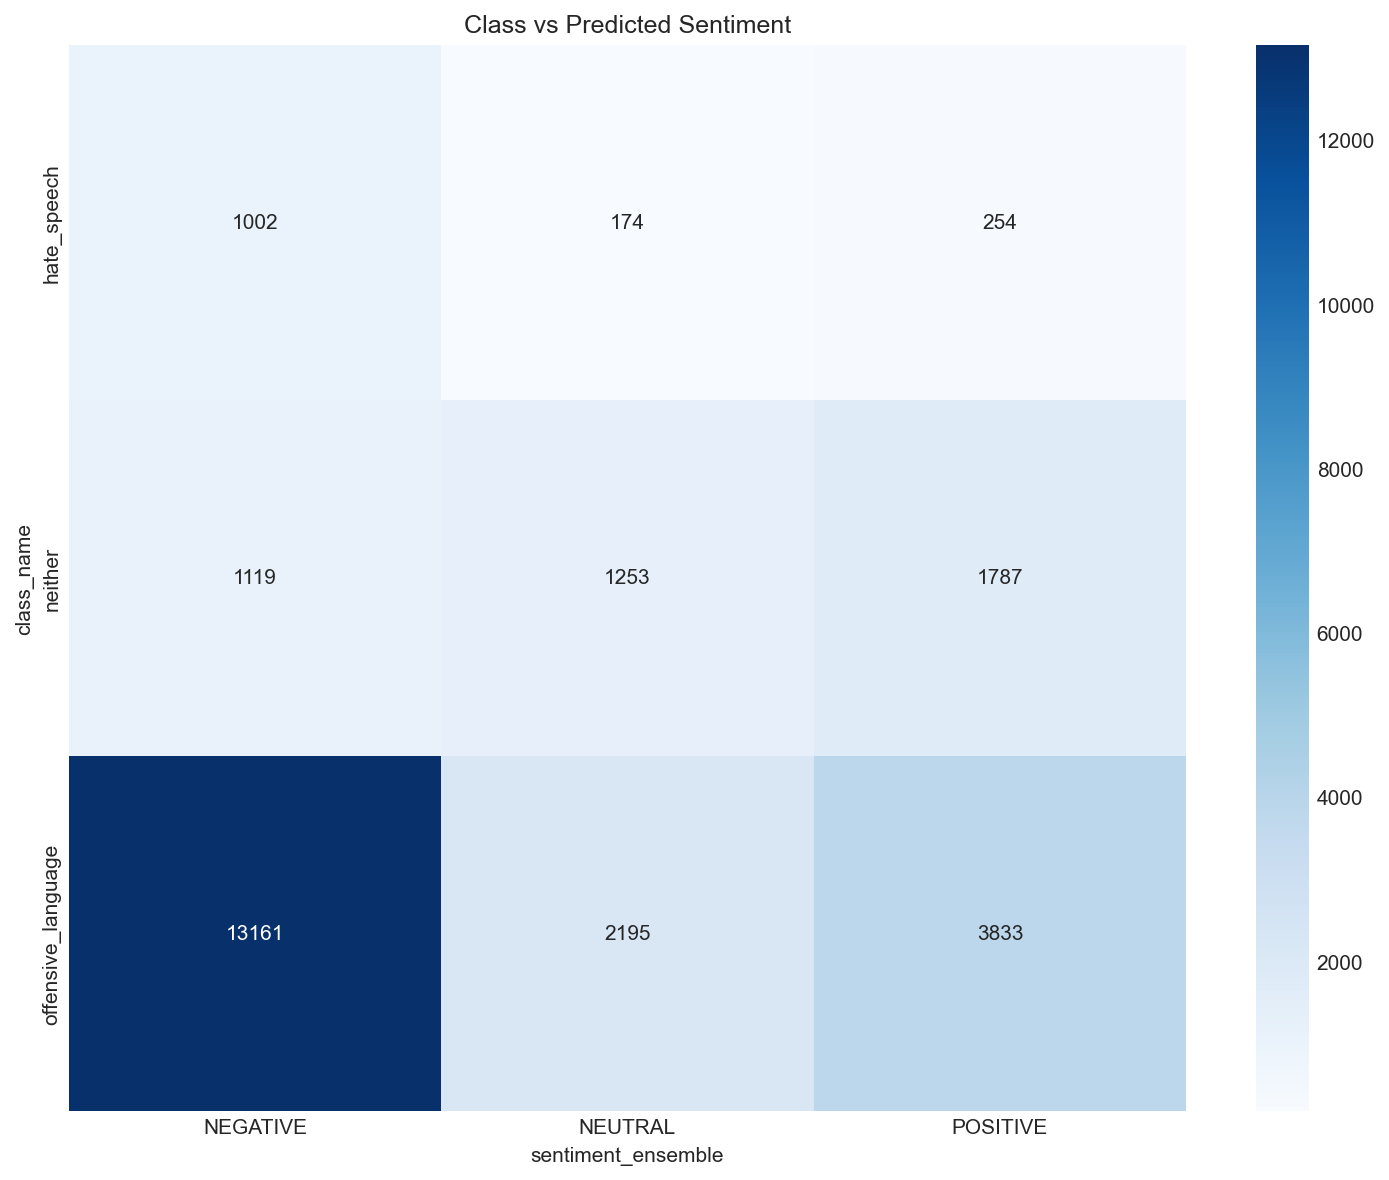 Class vs Predicted Sentiment
class_name
hate_speech
neither
offensive_language
1002 174 254
1119 1253 1787
13161 2195 3833
NEGATIVE NEUTRAL POSITIVE
sentiment_ensemble
12000
10000
8000
6000
4000
2000